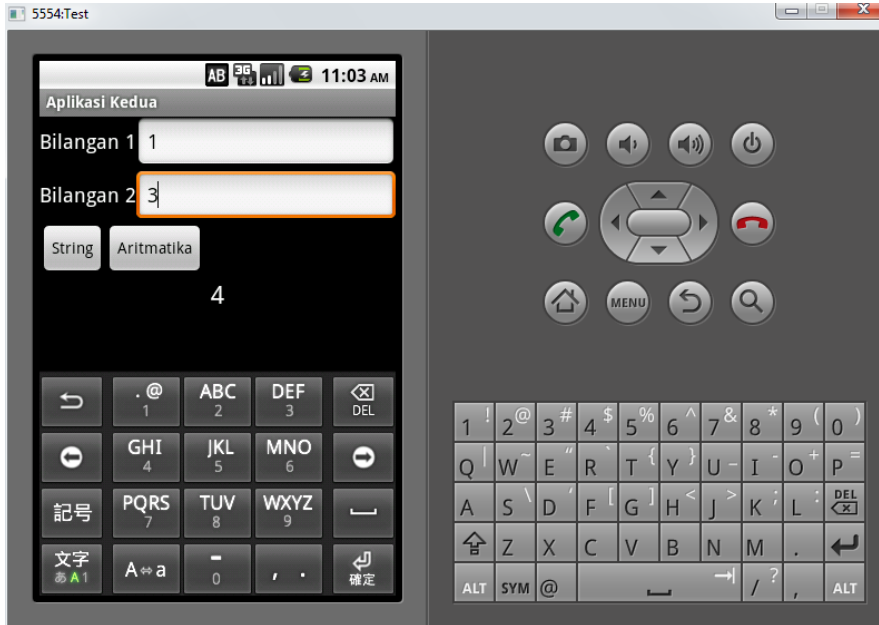 5554:Test
AB 3G 11:03 AM
Aplikasi Kedua
Bilangan 1 1
Bilangan 2 3
String Aritmatika
4
. @ ABC DEF DEL
1 2 3
GHI JKL MNO
4 5 6
記号 PQRS TUV WXYZ
7 8 9
文字 A⇔a - , . 確定
あA1 0
MENU
1 ! 2 @ 3 # 4 $ 5 % 6 ^ 7 & 8 * 9 ( 0 )
Q | W ~ E " R ` T { Y } U - I - O + P =
A S \ D ' F [ G ] H < J > K ; L : DEL
Z X C V B N M .
ALT SYM @ / ? , ALT